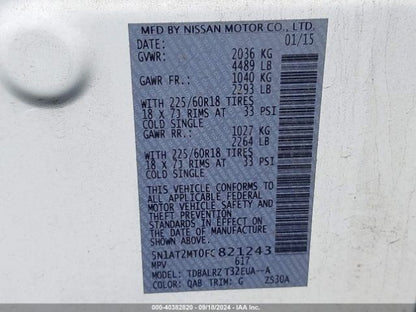 MFD BY NISSAN MOTOR CO., LTD.
DATE: 01/15
GVWR: 2036 KG
4489 LB
GAWR FR.: 1040 KG
2293 LB
WITH 225/60R18 TIRES
18 X 7J RIMS AT 33 PSI
COLD SINGLE
GAWR RR.: 1027 KG
2264 LB
WITH 225/60R18 TIRES
18 X 7J RIMS AT 33 PSI
COLD SINGLE
THIS VEHICLE CONFORMS TO
ALL APPLICABLE FEDERAL
MOTOR VEHICLE SAFETY AND
THEFT PREVENTION
STANDARDS IN EFFECT ON
THE DATE OF MANUFACTURE
SHOWN ABOVE.
5N1AT2MT0FC821243
MPV 617
MODEL: TDBALRZ T32EUA--A
COLOR: QAB TRIM: G ZS30A
Stock: 40382820 - 09/18/2024 - IAA Inc.